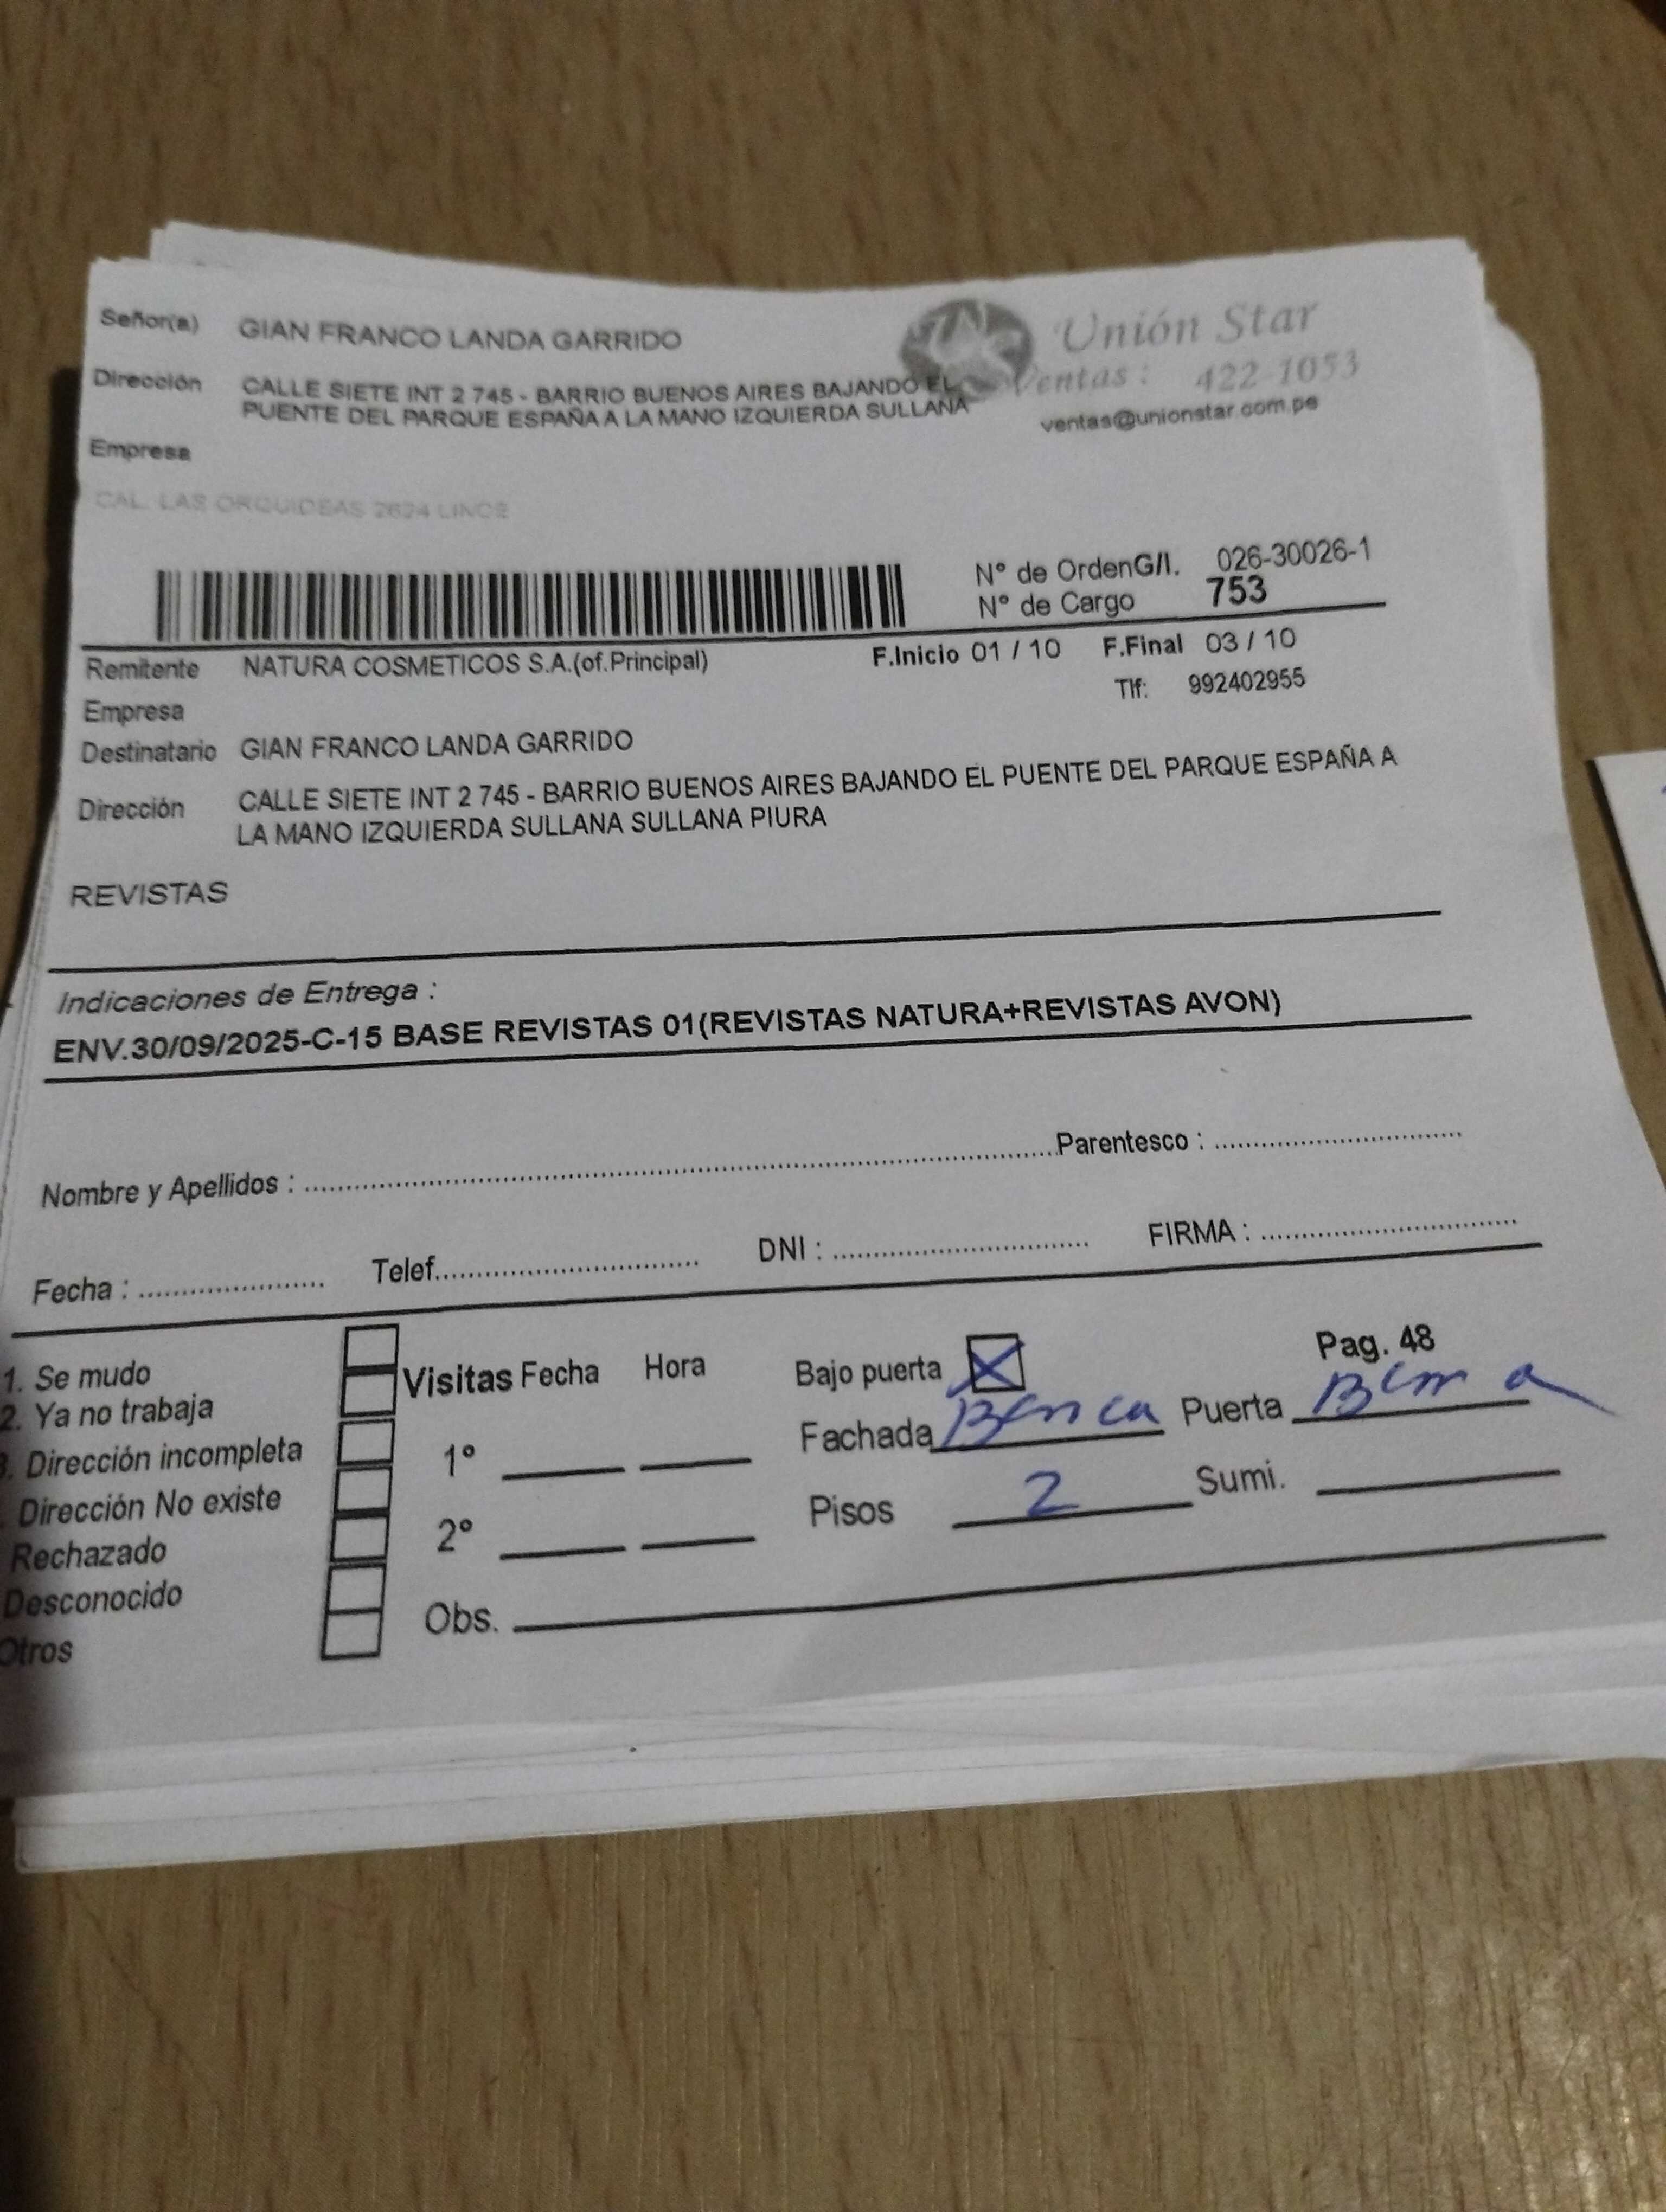 Señor(a) GIAN FRANCO LANDA GARRIDO
Unión Star
Dirección CALLE SIETE INT 2 745 - BARRIO BUENOS AIRES BAJANDO EL
PUENTE DEL PARQUE ESPAÑA A LA MANO IZQUIERDA SULLANA
Ventas : 422-1053
ventas@unionstar.com.pe
Empresa
CAL. LAS ORQUIDEAS 2624 LINCE
N° de OrdenG/I. 026-30026-1
N° de Cargo 753
Remitente NATURA COSMETICOS S.A.(of.Principal) F.Inicio 01 / 10 F.Final 03 / 10
Tlf: 992402955
Empresa
Destinatario GIAN FRANCO LANDA GARRIDO
Dirección CALLE SIETE INT 2 745 - BARRIO BUENOS AIRES BAJANDO EL PUENTE DEL PARQUE ESPAÑA A
LA MANO IZQUIERDA SULLANA SULLANA PIURA
REVISTAS
Indicaciones de Entrega :
ENV.30/09/2025-C-15 BASE REVISTAS 01(REVISTAS NATURA+REVISTAS AVON)
Nombre y Apellidos : Parentesco :
Fecha : Telef. DNI : FIRMA :
1. Se mudo
2. Ya no trabaja
. Dirección incompleta
. Dirección No existe
Rechazado
Desconocido
Otros
Visitas Fecha Hora
1°
2°
Obs.
Bajo puerta X Pag. 48
Fachada Puerta
Pisos 2 Sumi.